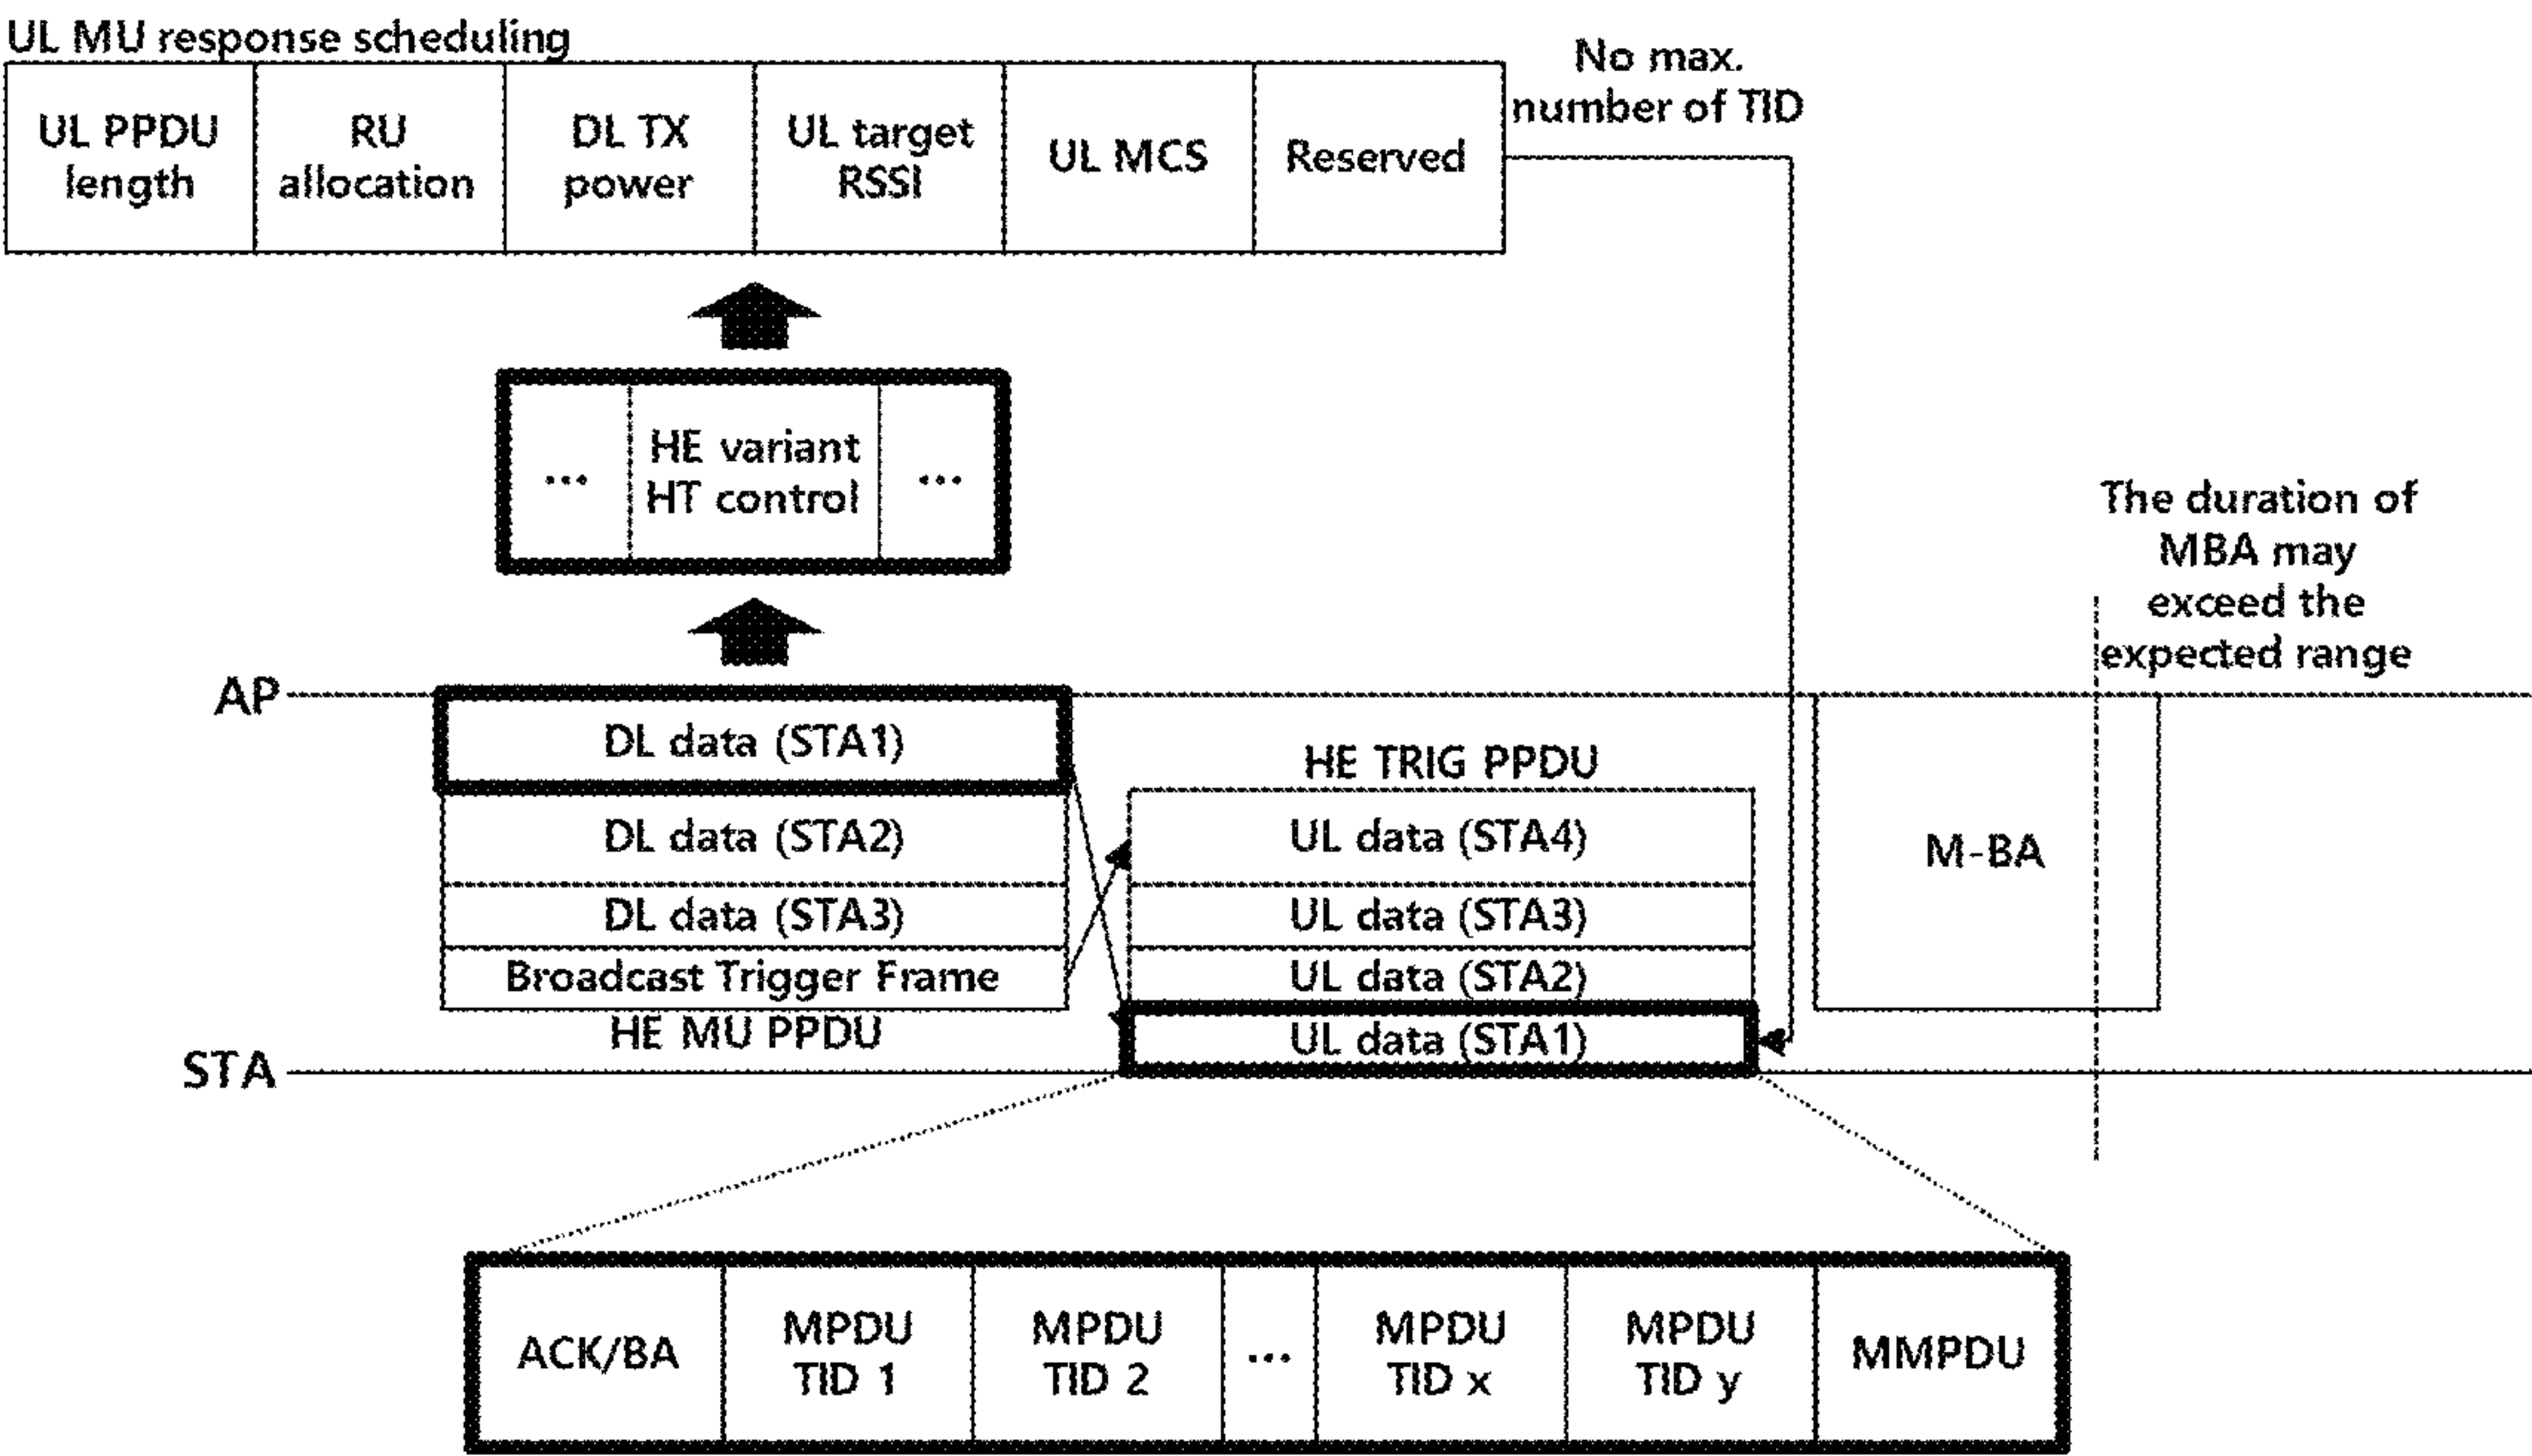 UL MU response scheduling
No max.
number of TID
UL PPDU
length
RU
allocation
DL TX
power
UL target
RSSI
UL MCS
Reserved
...
HE variant
HT control
...
The duration of
MBA may
exceed the
expected range
AP
DL data (STA1)
DL data (STA2)
DL data (STA3)
Broadcast Trigger Frame
HE MU PPDU
HE TRIG PPDU
UL data (STA4)
UL data (STA3)
UL data (STA2)
UL data (STA1)
M-BA
STA
ACK/BA
MPDU
TID 1
MPDU
TID 2
...
MPDU
TID x
MPDU
TID y
MMPDU